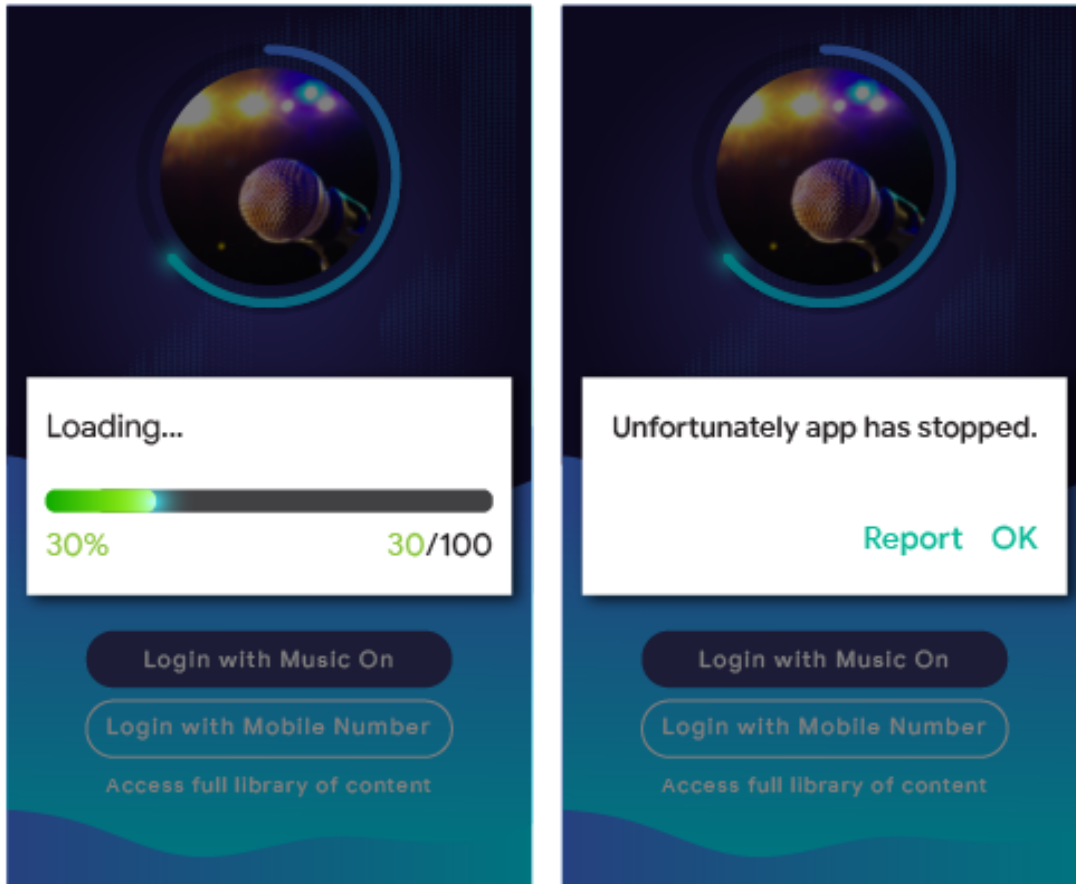 Loading...
30%
30/100
Login with Music On
Login with Mobile Number
Access full library of content
Unfortunately app has stopped.
Report OK
Login with Music On
Login with Mobile Number
Access full library of content